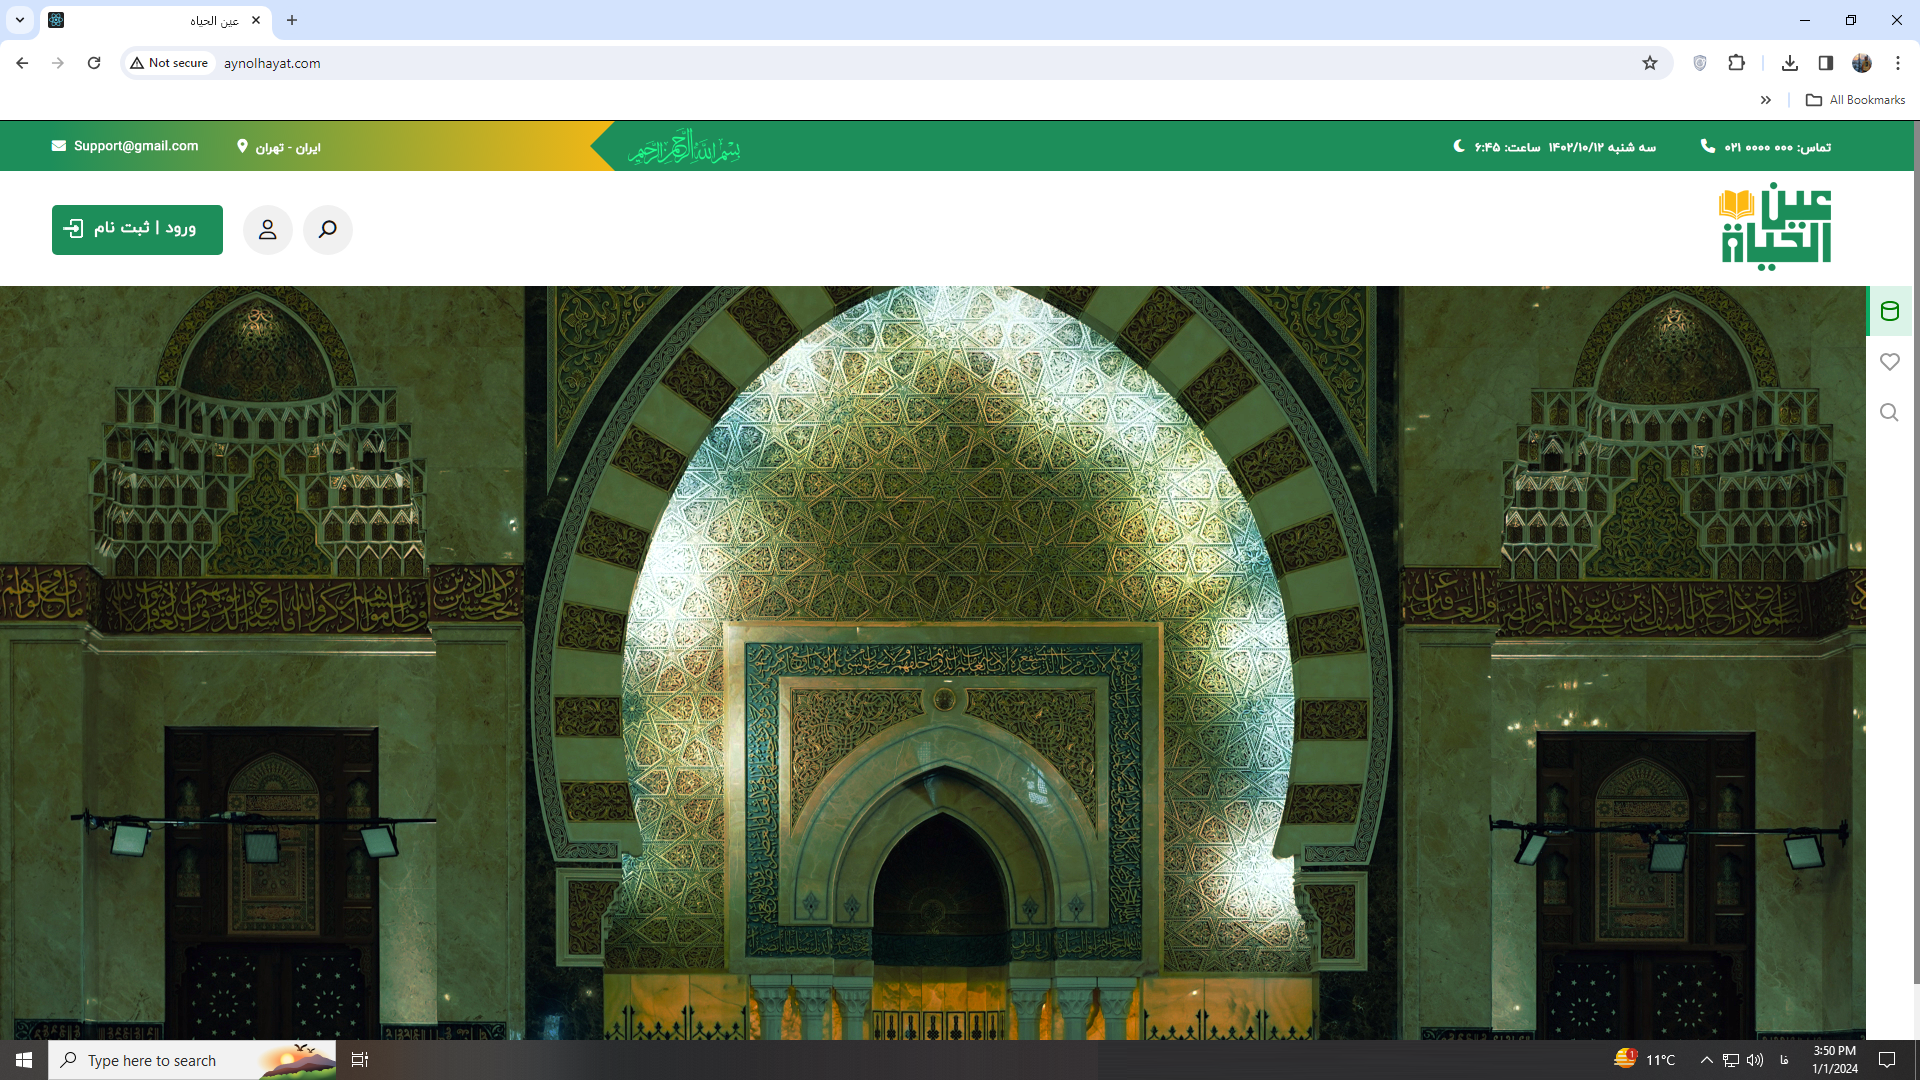 عین الحیاه
Not secure
aynolhayat.com
All Bookmarks
Support@gmail.com
ایران - تهران
بسم الله الرحمن الرحیم
سه شنبه ۱۴۰۲/۱۰/۱۲ ساعت: ۶:۴۵
تماس: ۰۰۰ ۰۰۰۰ ۰۲۱
ورود | ثبت نام
عین
الحیاة
Type here to search
1
11°C
فا
3:50 PM
1/1/2024